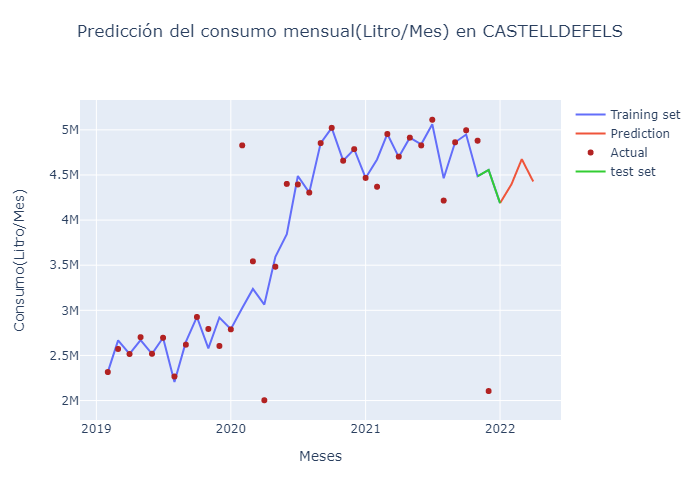 Predicción del consumo mensual(Litro/Mes) en CASTELLDEFELS
Training set
Prediction
Actual
test set
5M
4.5M
4M
3.5M
3M
2.5M
2M
Consumo(Litro/Mes)
2019
2020
2021
2022
Meses